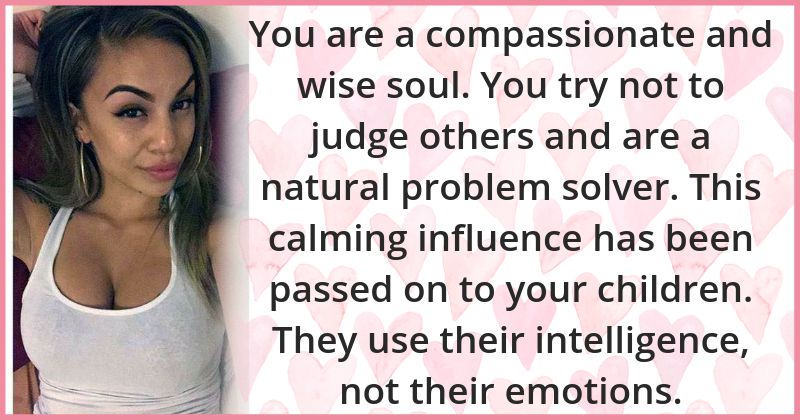 You are a compassionate and
wise soul. You try not to
judge others and are a
natural problem solver. This
calming influence has been
passed on to your children.
They use their intelligence,
not their emotions.